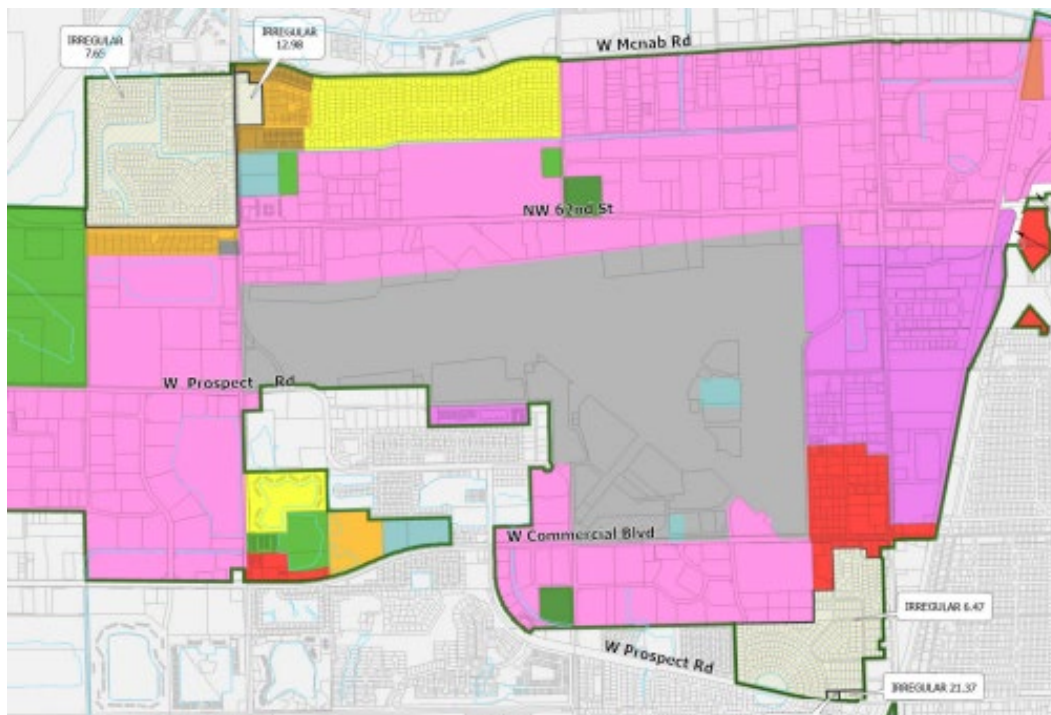 IRREGULAR
7.65
IRREGULAR
12.98
W Mcnab Rd
NW 62nd St
W Prospect Rd
W Commercial Blvd
IRREGULAR 6.47
W Prospect Rd
IRREGULAR 21.37